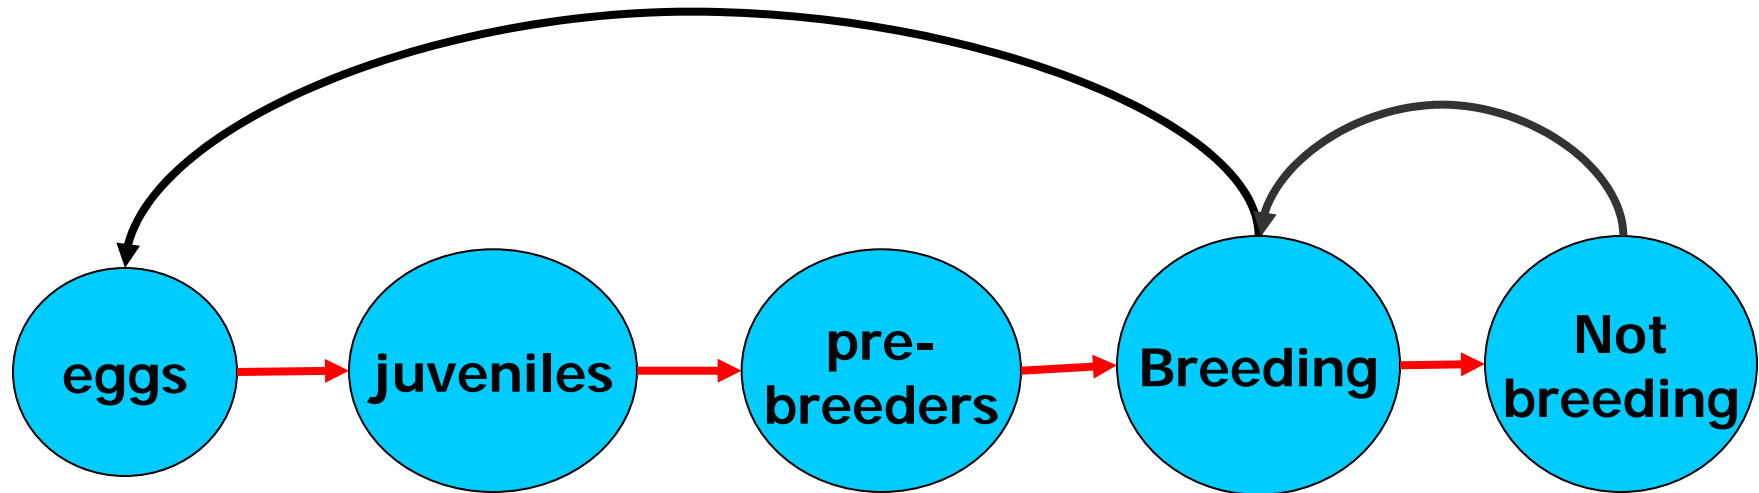 eggs
juveniles
pre-
breeders
Breeding
Not
breeding